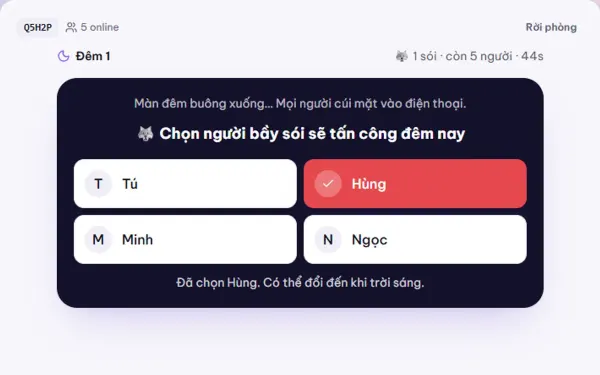 Q5H2P 5 online Rời phòng
Đêm 1 🐺 1 sói · còn 5 người · 44s
Màn đêm buông xuống... Mọi người cúi mặt vào điện thoại.
🐺 Chọn người bầy sói sẽ tấn công đêm nay
T Tú
Hùng
M Minh
N Ngọc
Đã chọn Hùng. Có thể đổi đến khi trời sáng.